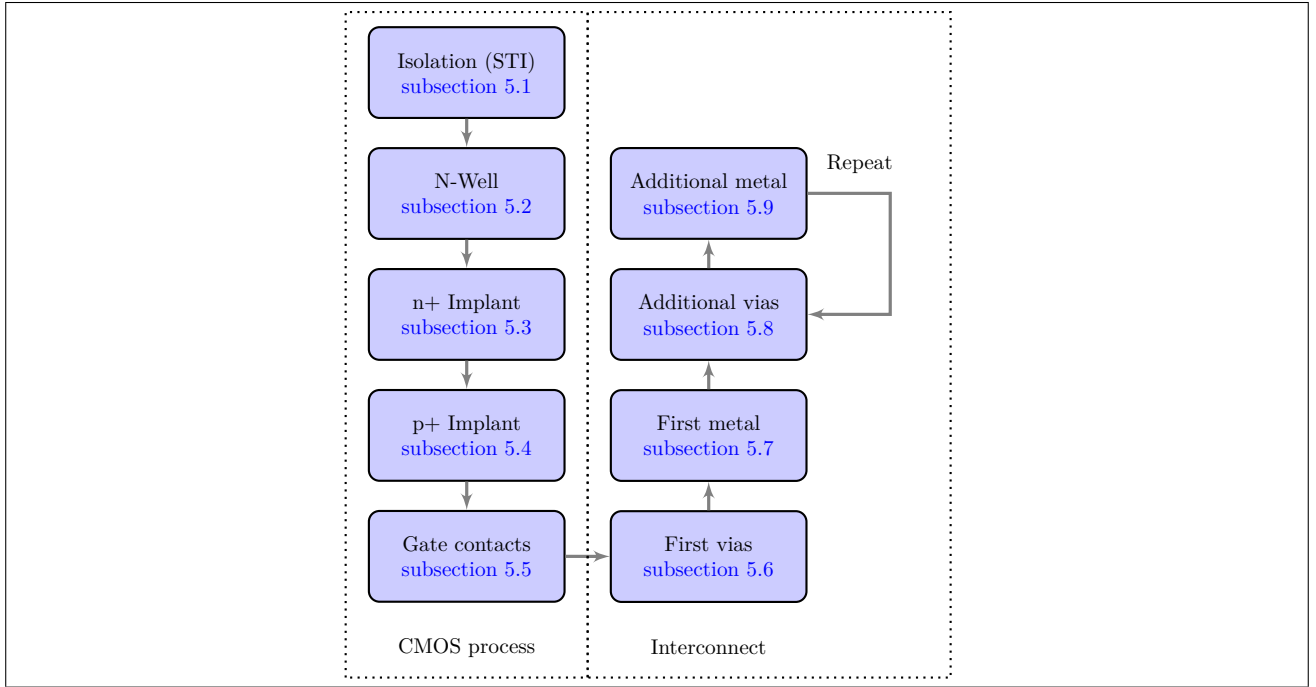 Isolation (STI)
subsection 5.1
N-Well
subsection 5.2
n+ Implant
subsection 5.3
p+ Implant
subsection 5.4
Gate contacts
subsection 5.5
CMOS process
Repeat
Additional metal
subsection 5.9
Additional vias
subsection 5.8
First metal
subsection 5.7
First vias
subsection 5.6
Interconnect